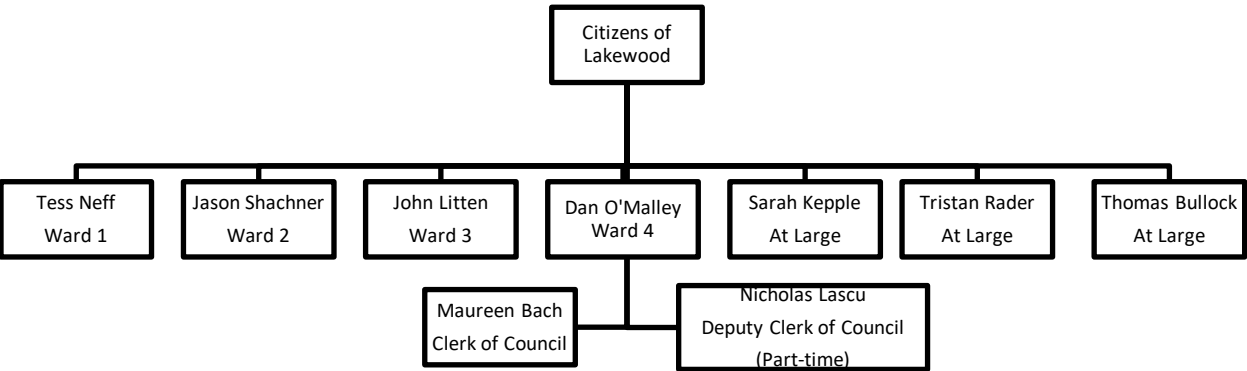 Citizens of
Lakewood
Tess Neff
Ward 1
Jason Shachner
Ward 2
John Litten
Ward 3
Dan O'Malley
Ward 4
Sarah Kepple
At Large
Tristan Rader
At Large
Thomas Bullock
At Large
Maureen Bach
Clerk of Council
Nicholas Lascu
Deputy Clerk of Council
(Part-time)